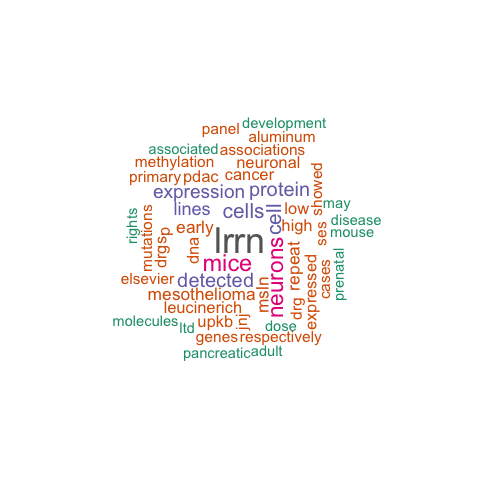 development
panel
aluminum
associated
associations
methylation
neuronal
primary
pdac
cancer
showed
expression
protein
may
lines
cells
cell
low
disease
rights
mutations
drgsp
early
high
ses
mouse
dna
lrrn
mice
neurons
repeat
expressed
cases
prenatal
elsevier
detected
msln
drg
mesothelioma
leucinerich
molecules
ltd
upkb
jnj
dose
genes
respectively
pancreatic
adult